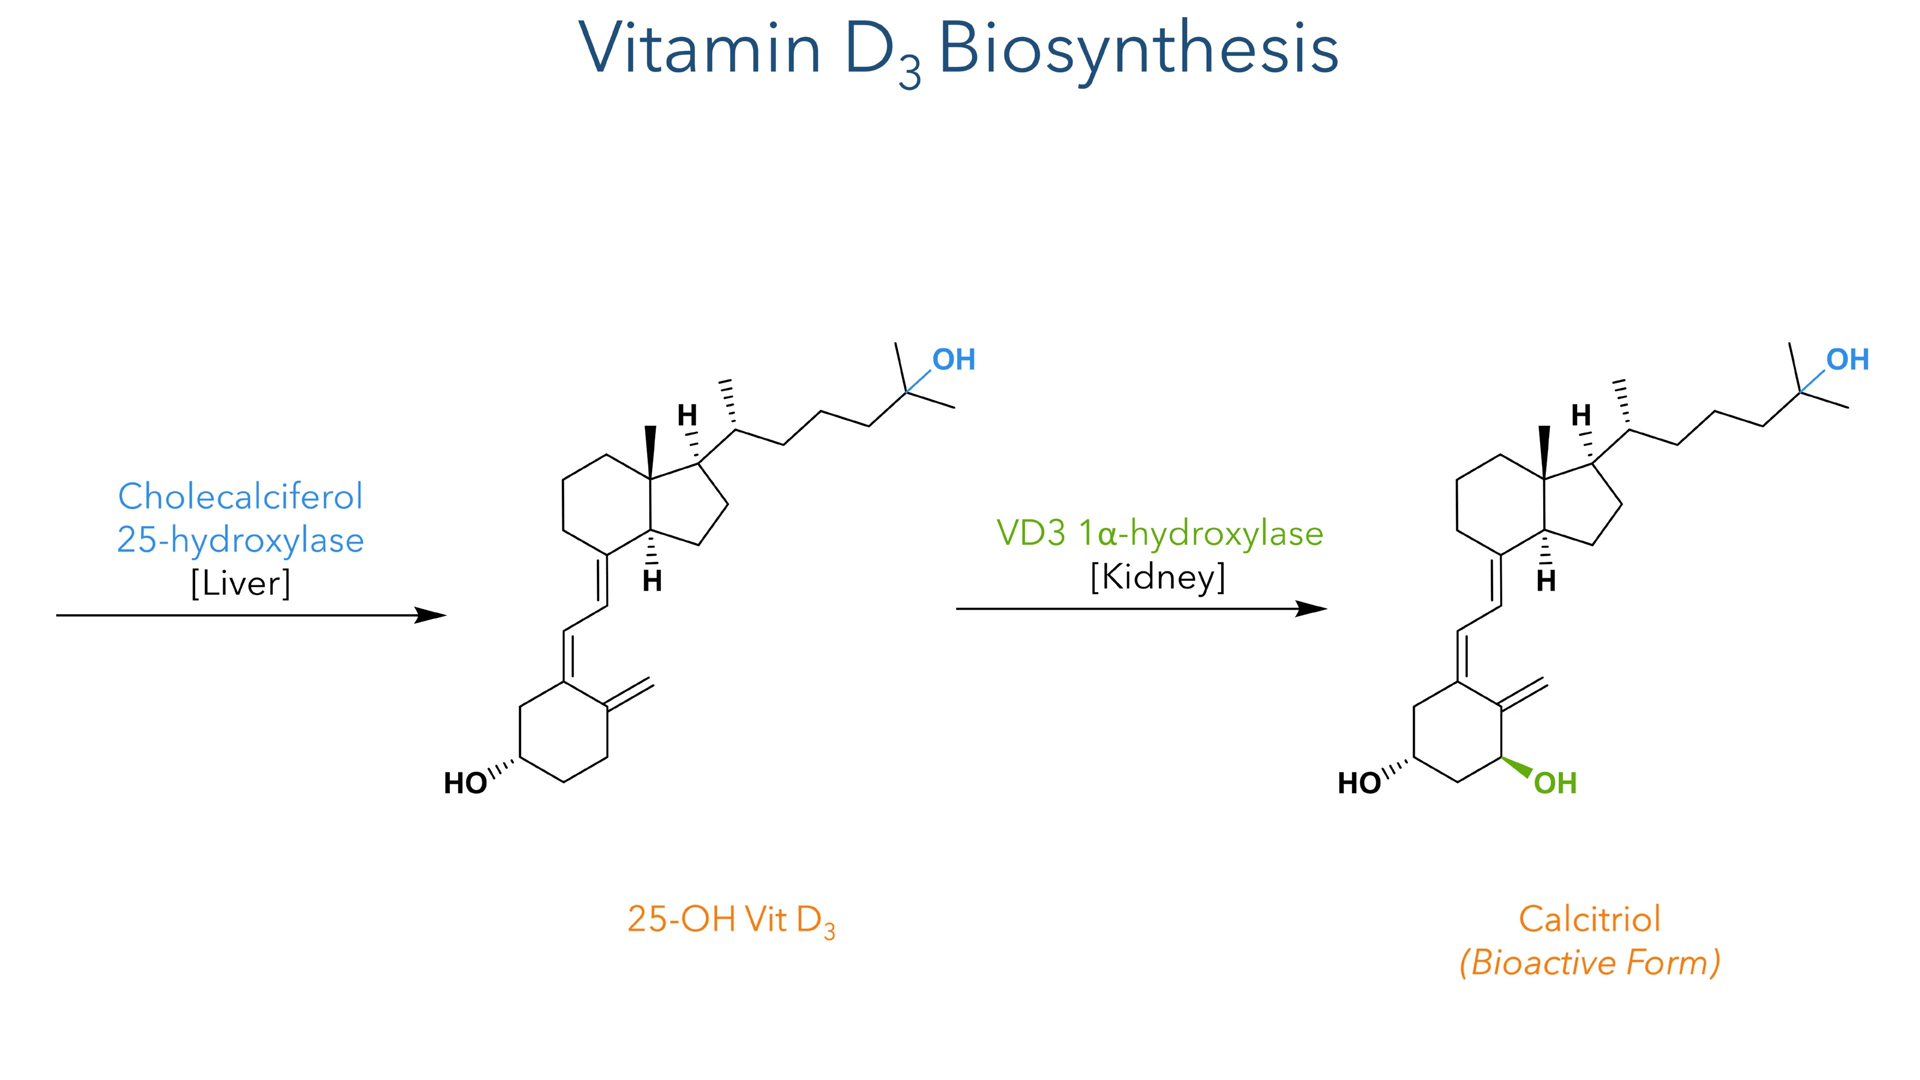 Vitamin D₃ Biosynthesis
Cholecalciferol
25-hydroxylase
[Liver]
H
OH
H
HO
25-OH Vit D₃
VD3 1α-hydroxylase
[Kidney]
H
OH
H
HO
OH
Calcitriol
(Bioactive Form)